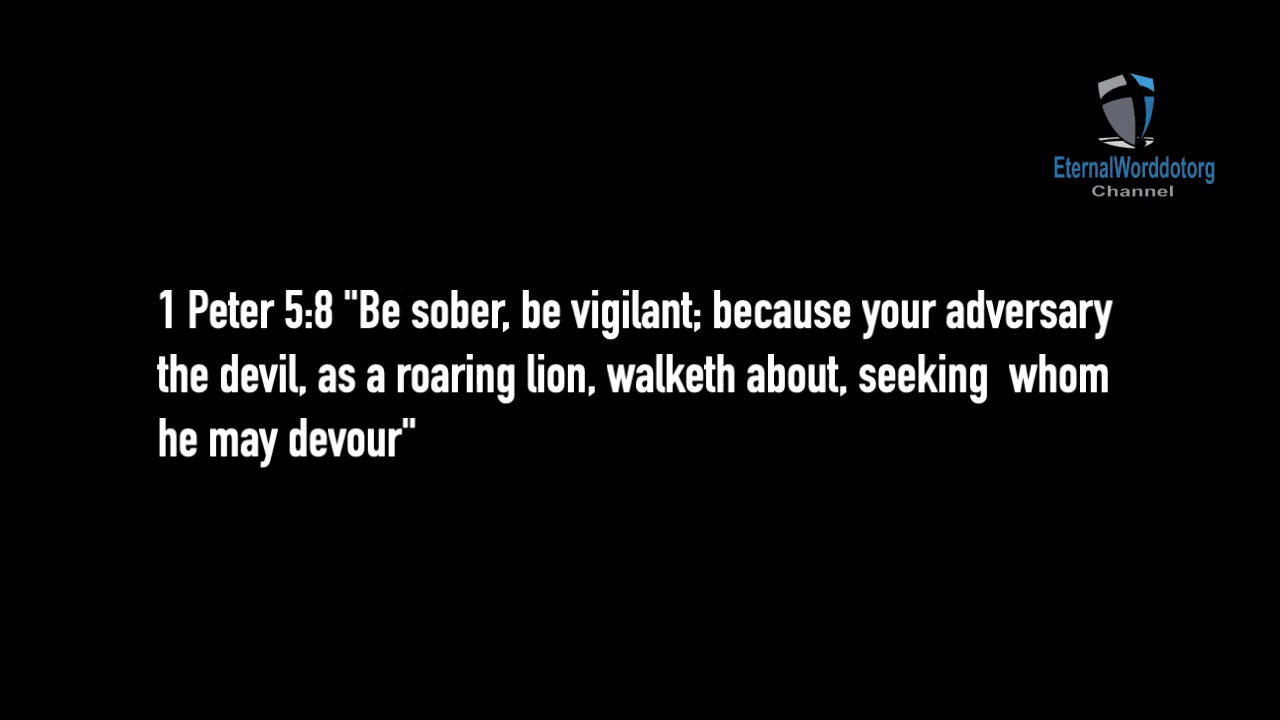 EternalWorddotorg
Channel
1 Peter 5:8 "Be sober, be vigilant; because your adversary
the devil, as a roaring lion, walketh about, seeking  whom
he may devour"